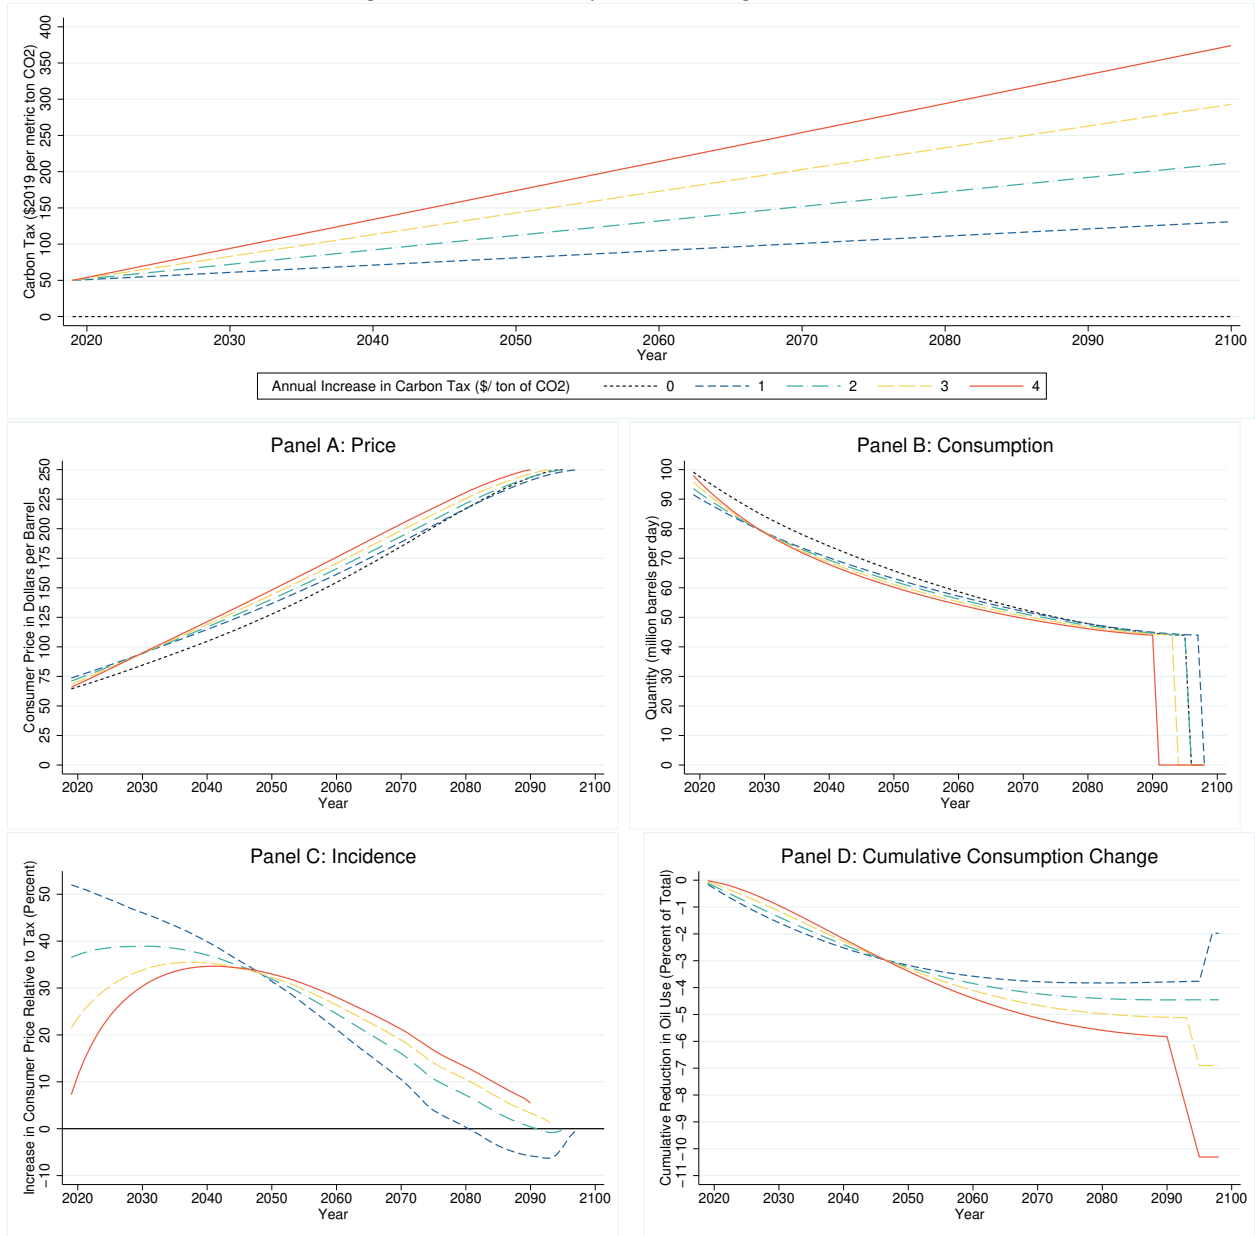 400
350
300
250
200
150
100
50
0
Carbon Tax ($2019 per metric ton CO2)
2020 2030 2040 2050 2060 2070 2080 2090 2100
Year
Annual Increase in Carbon Tax ($/ ton of CO2) 0 1 2 3 4
Panel A: Price
250
225
200
175
150
125
100
75
50
25
0
Consumer Price in Dollars per Barrel
2020 2030 2040 2050 2060 2070 2080 2090 2100
Year
Panel B: Consumption
100
90
80
70
60
50
40
30
20
10
0
Quantity (million barrels per day)
2020 2030 2040 2050 2060 2070 2080 2090 2100
Year
Panel C: Incidence
50
40
30
20
10
0
−10
Increase in Consumer Price Relative to Tax (Percent)
2020 2030 2040 2050 2060 2070 2080 2090 2100
Year
Panel D: Cumulative Consumption Change
0
−1
−2
−3
−4
−5
−6
−7
−8
−9
−10
−11
Cumulative Reduction in Oil Use (Percent of Total)
2020 2030 2040 2050 2060 2070 2080 2090 2100
Year